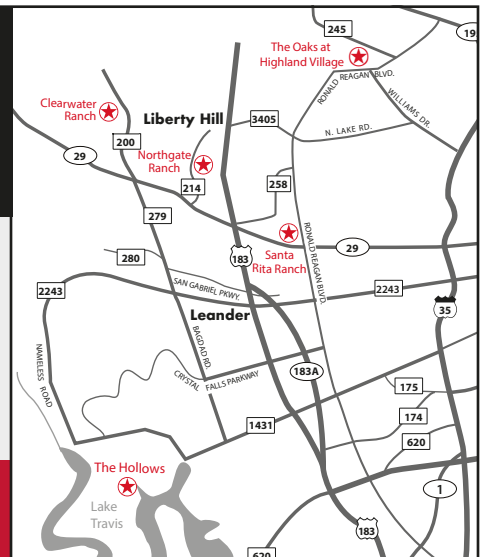 245
19
The Oaks at
Highland Village
RONALD REAGAN BLVD.
WILLIAMS DR.
Clearwater
Ranch
Liberty Hill
3405
N. LAKE RD.
200
29
Northgate
Ranch
214
258
279
RONALD REAGAN BLVD.
Santa
Rita Ranch
29
280
183
SAN GABRIEL PKWY.
2243
2243
Leander
35
BAGDAD RD.
NAMELESS ROAD
CRYSTAL FALLS PARKWAY
183A
175
174
1431
620
The Hollows
1
Lake
Travis
183
620